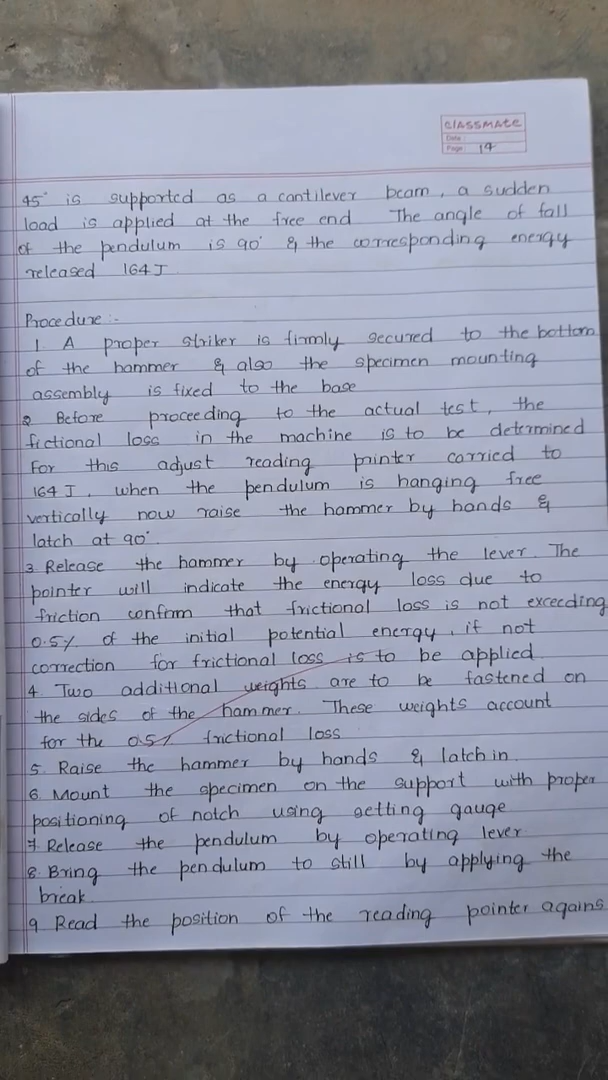 classmate
Date
Page 14
45° is supported as a cantilever beam, a sudden
load is applied at the free end The angle of fall
of the pendulum is 90° & the corresponding energy
released 164 J
Procedure :-
1. A proper striker is firmly secured to the bottom
of the hammer & also the specimen mounting
assembly is fixed to the base
2 Before proceeding to the actual test, the
fictional loss in the machine is to be determined
For this adjust reading printer carried to
164 J, when the pendulum is hanging free
vertically now raise the hammer by hands &
latch at 90°
3 Release the hammer by operating the lever. The
pointer will indicate the energy loss due to
friction confirm that frictional loss is not exceeding
0.5% of the initial potential energy, if not
correction for frictional loss is to be applied
4. Two additional weights are to be fastened on
the sides of the hammer. These weights account
for the 0.5% frictional loss
5. Raise the hammer by hands & latch in
6 Mount the specimen on the support with proper
positioning of notch using setting gauge
7 Release the pendulum by operating lever
8. Bring the pendulum to still by applying the
break
9 Read the position of the reading pointer agains